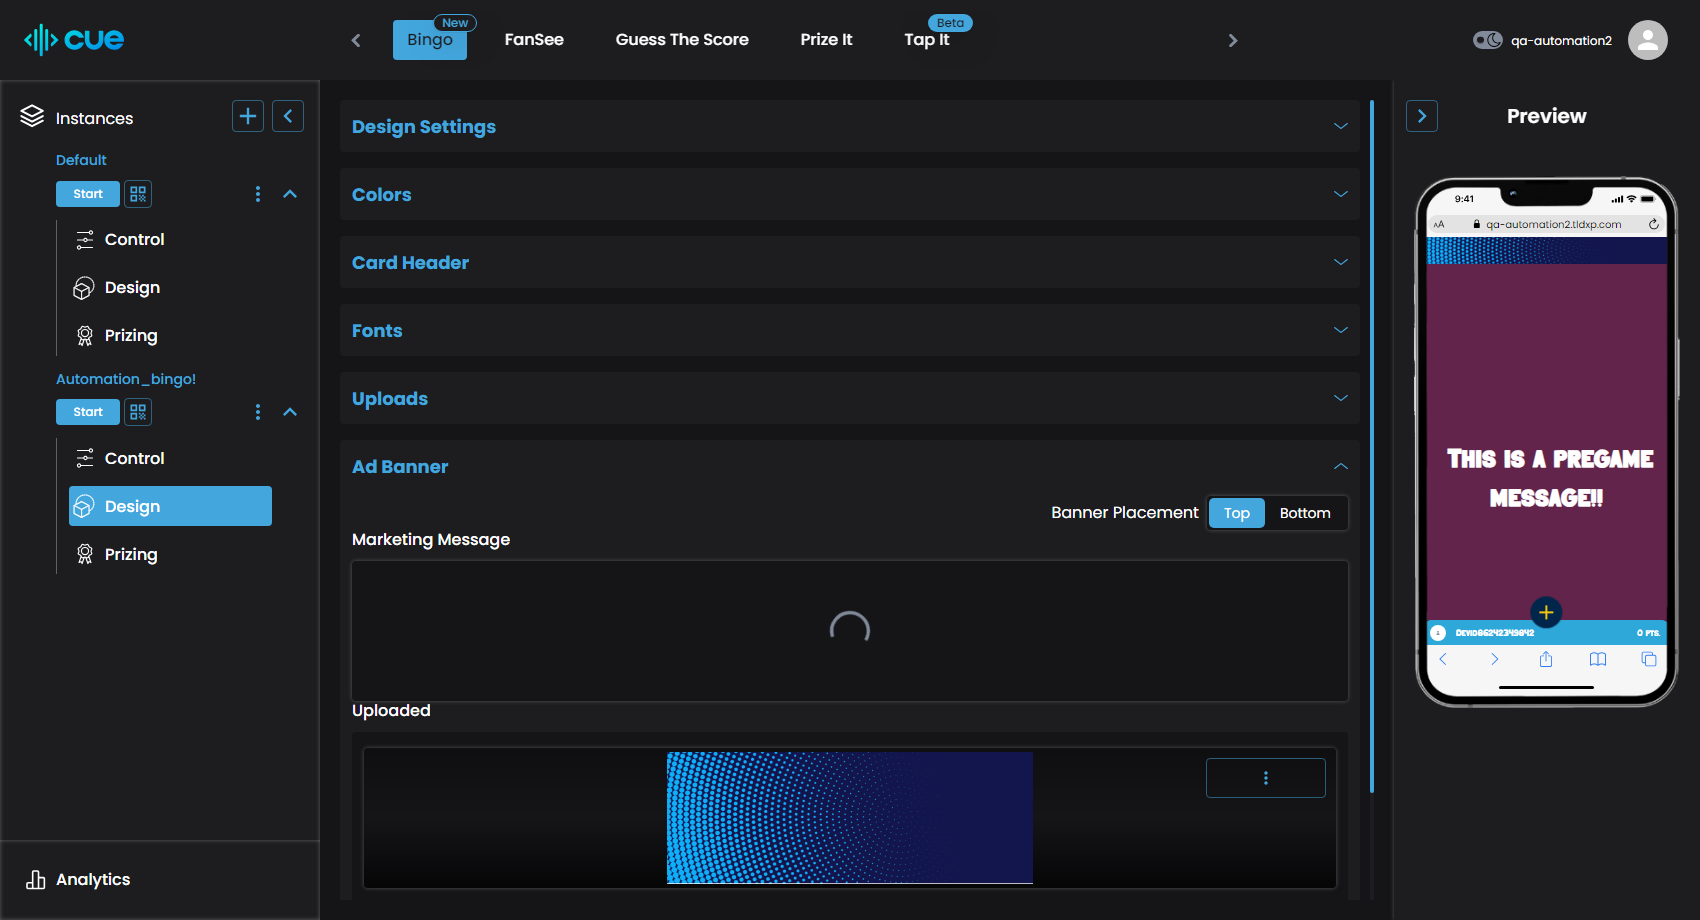 cue
Bingo
New
FanSee
Guess The Score
Prize It
Tap It
Beta
qa-automation2
Instances
Default
Start
Control
Design
Prizing
Automation_bingo!
Start
Control
Design
Prizing
Analytics
Design Settings
Colors
Card Header
Fonts
Uploads
Ad Banner
Banner Placement
Top
Bottom
Marketing Message
Uploaded
Preview
9:41
AA
qa-automation2.tldxp.com
This is a pregame
message!!
0 pts.